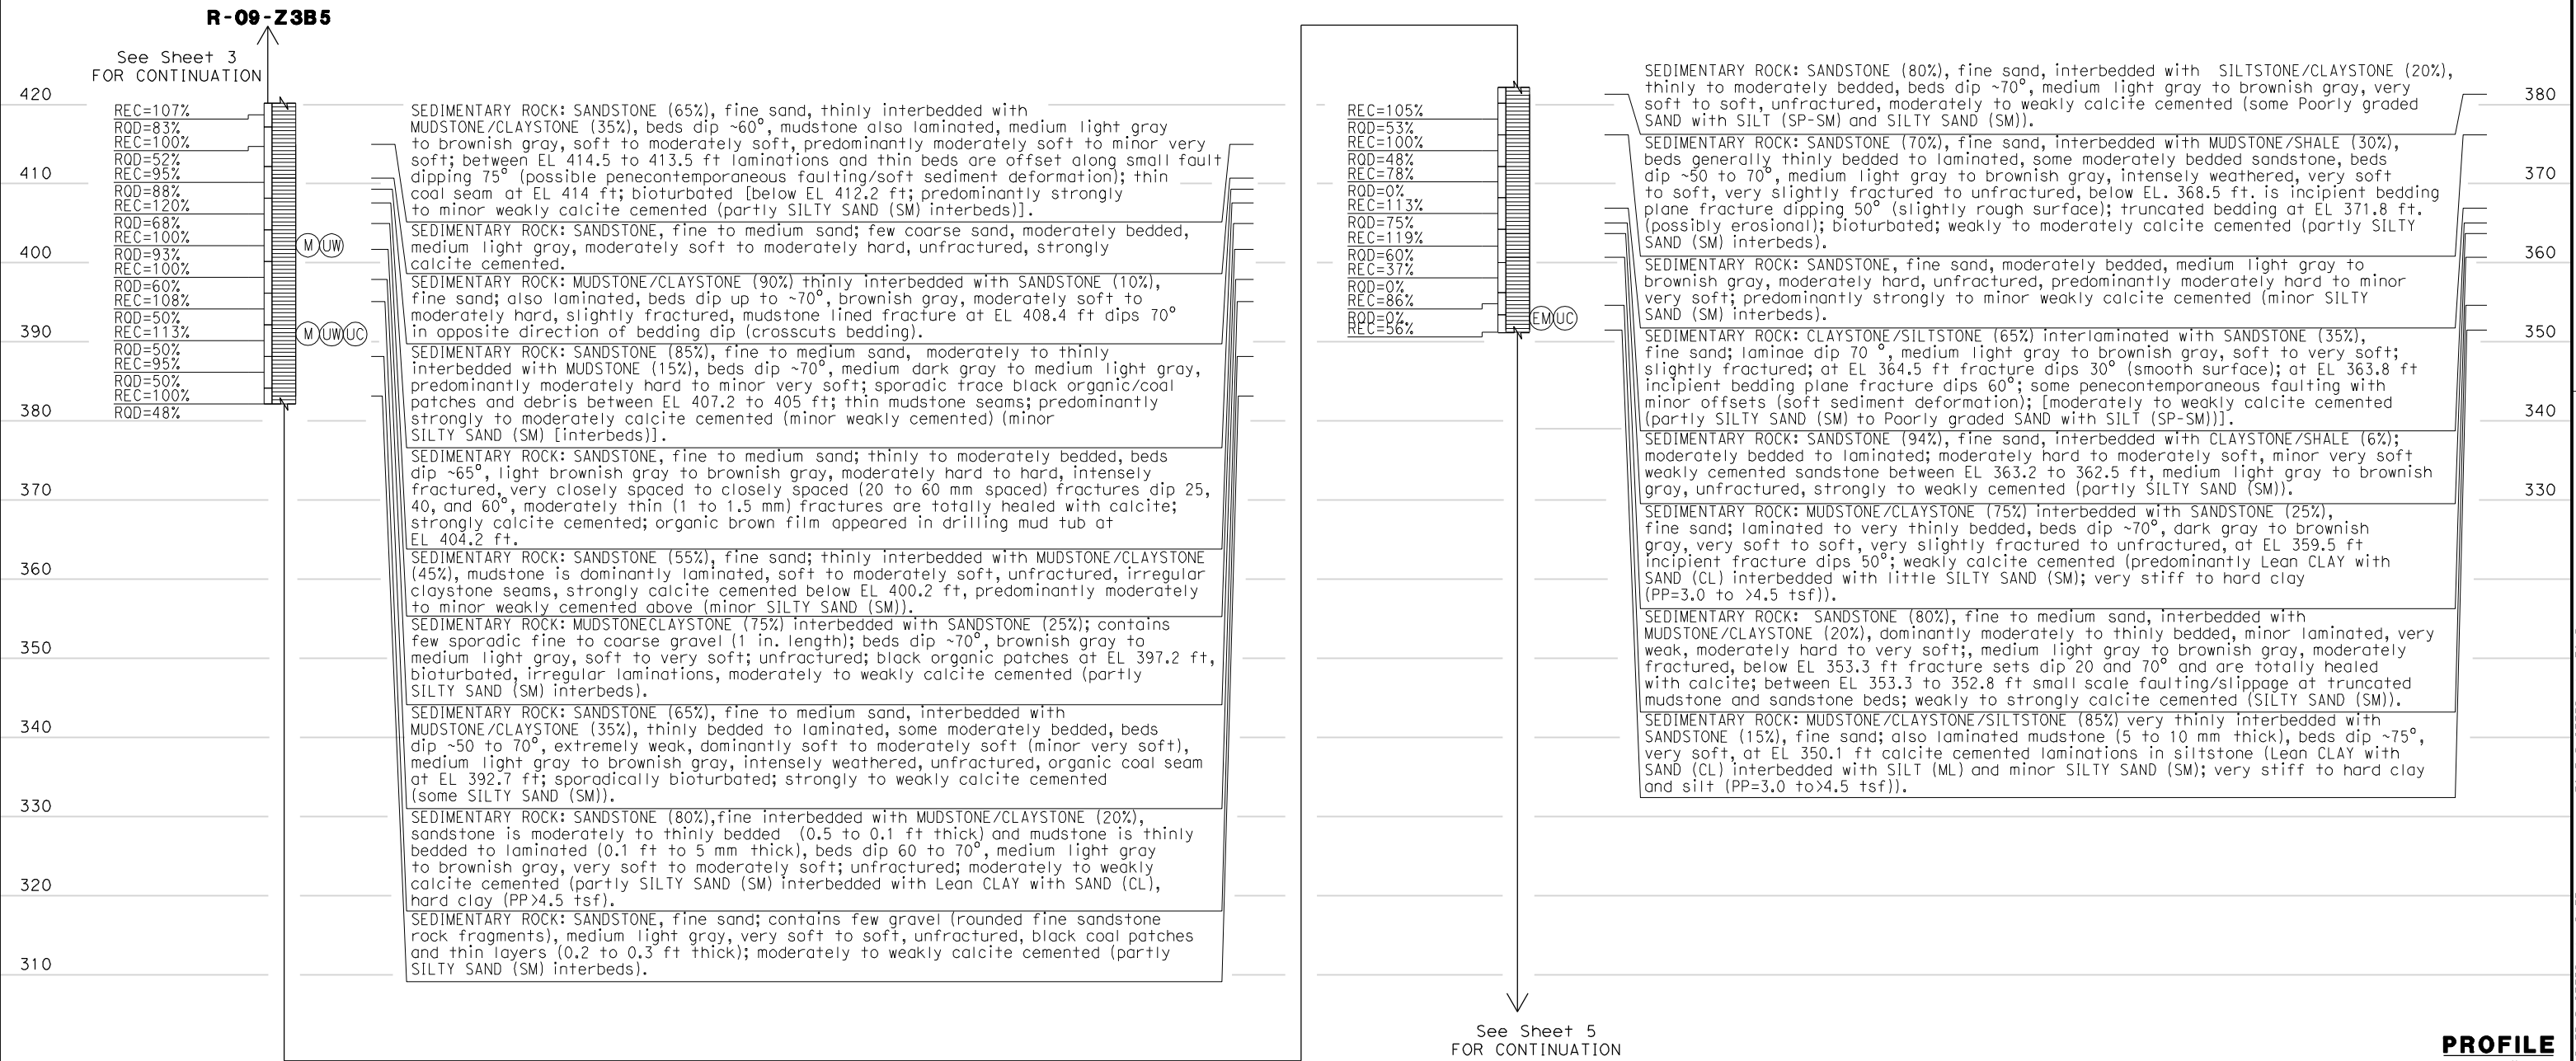 R-09-Z3B5
See Sheet 3
FOR CONTINUATION
420
410
400
390
380
370
360
350
340
330
320
310
REC=107%
RQD=83%
REC=100%
RQD=52%
REC=95%
RQD=88%
REC=120%
RQD=68%
REC=100%
RQD=93%
REC=100%
RQD=60%
REC=108%
RQD=50%
REC=113%
RQD=50%
REC=95%
RQD=50%
REC=100%
RQD=48%
M UW
M UW UC
SEDIMENTARY ROCK: SANDSTONE (65%), fine sand, thinly interbedded with
MUDSTONE/CLAYSTONE (35%), beds dip ~60°, mudstone also laminated, medium light gray
to brownish gray, soft to moderately soft, predominantly moderately soft to minor very
soft; between EL 414.5 to 413.5 ft laminations and thin beds are offset along small fault
dipping 75° (possible penecontemporaneous faulting/soft sediment deformation); thin
coal seam at EL 414 ft; bioturbated [below EL 412.2 ft; predominantly strongly
to minor weakly calcite cemented (partly SILTY SAND (SM) interbeds)].
SEDIMENTARY ROCK: SANDSTONE, fine to medium sand; few coarse sand, moderately bedded,
medium light gray, moderately soft to moderately hard, unfractured, strongly
calcite cemented.
SEDIMENTARY ROCK: MUDSTONE/CLAYSTONE (90%) thinly interbedded with SANDSTONE (10%),
fine sand; also laminated, beds dip up to ~70°, brownish gray, moderately soft to
moderately hard, slightly fractured, mudstone lined fracture at EL 408.4 ft dips 70°
in opposite direction of bedding dip (crosscuts bedding).
SEDIMENTARY ROCK: SANDSTONE (85%), fine to medium sand, moderately to thinly
interbedded with MUDSTONE (15%), beds dip ~70°, medium dark gray to medium light gray,
predominantly moderately hard to minor very soft; sporadic trace black organic/coal
patches and debris between EL 407.2 to 405 ft; thin mudstone seams; predominantly
strongly to moderately calcite cemented (minor weakly cemented) (minor
SILTY SAND (SM) [interbeds)].
SEDIMENTARY ROCK: SANDSTONE, fine to medium sand; thinly to moderately bedded, beds
dip ~65°, light brownish gray to brownish gray, moderately hard to hard, intensely
fractured, very closely spaced to closely spaced (20 to 60 mm spaced) fractures dip 25,
40, and 60°, moderately thin (1 to 1.5 mm) fractures are totally healed with calcite;
strongly calcite cemented; organic brown film appeared in drilling mud tub at
EL 404.2 ft.
SEDIMENTARY ROCK: SANDSTONE (55%), fine sand; thinly interbedded with MUDSTONE/CLAYSTONE
(45%), mudstone is dominantly laminated, soft to moderately soft, unfractured, irregular
claystone seams, strongly calcite cemented below EL 400.2 ft, predominantly moderately
to minor weakly cemented above (minor SILTY SAND (SM)).
SEDIMENTARY ROCK: MUDSTONECLAYSTONE (75%) interbedded with SANDSTONE (25%); contains
few sporadic fine to coarse gravel (1 in. length); beds dip ~70°, brownish gray to
medium light gray, soft to very soft; unfractured; black organic patches at EL 397.2 ft,
bioturbated, irregular laminations, moderately to weakly calcite cemented (partly
SILTY SAND (SM) interbeds).
SEDIMENTARY ROCK: SANDSTONE (65%), fine to medium sand, interbedded with
MUDSTONE/CLAYSTONE (35%), thinly bedded to laminated, some moderately bedded, beds
dip ~50 to 70°, extremely weak, dominantly soft to moderately soft (minor very soft),
medium light gray to brownish gray, intensely weathered, unfractured, organic coal seam
at EL 392.7 ft; sporadically bioturbated; strongly to weakly calcite cemented
(some SILTY SAND (SM)).
SEDIMENTARY ROCK: SANDSTONE (80%),fine interbedded with MUDSTONE/CLAYSTONE (20%),
sandstone is moderately to thinly bedded (0.5 to 0.1 ft thick) and mudstone is thinly
bedded to laminated (0.1 ft to 5 mm thick), beds dip 60 to 70°, medium light gray
to brownish gray, very soft to moderately soft; unfractured; moderately to weakly
calcite cemented (partly SILTY SAND (SM) interbedded with Lean CLAY with SAND (CL),
hard clay (PP>4.5 tsf).
SEDIMENTARY ROCK: SANDSTONE, fine sand; contains few gravel (rounded fine sandstone
rock fragments), medium light gray, very soft to soft, unfractured, black coal patches
and thin layers (0.2 to 0.3 ft thick); moderately to weakly calcite cemented (partly
SILTY SAND (SM) interbeds).
REC=105%
RQD=53%
REC=100%
RQD=48%
REC=78%
RQD=0%
REC=113%
RQD=75%
REC=119%
RQD=60%
REC=37%
RQD=0%
REC=86%
RQD=0%
REC=56%
EM UC
SEDIMENTARY ROCK: SANDSTONE (80%), fine sand, interbedded with SILTSTONE/CLAYSTONE (20%),
thinly to moderately bedded, beds dip ~70°, medium light gray to brownish gray, very
soft to soft, unfractured, moderately to weakly calcite cemented (some Poorly graded
SAND with SILT (SP-SM) and SILTY SAND (SM)).
SEDIMENTARY ROCK: SANDSTONE (70%), fine sand, interbedded with MUDSTONE/SHALE (30%),
beds generally thinly bedded to laminated, some moderately bedded sandstone, beds
dip ~50 to 70°, medium light gray to brownish gray, intensely weathered, very soft
to soft, very slightly fractured to unfractured, below EL. 368.5 ft. is incipient bedding
plane fracture dipping 50° (slightly rough surface); truncated bedding at EL 371.8 ft.
(possibly erosional); bioturbated; weakly to moderately calcite cemented (partly SILTY
SAND (SM) interbeds).
SEDIMENTARY ROCK: SANDSTONE, fine sand, moderately bedded, medium light gray to
brownish gray, moderately hard, unfractured, predominantly moderately hard to minor
very soft; predominantly strongly to minor weakly calcite cemented (minor SILTY
SAND (SM) interbeds).
SEDIMENTARY ROCK: CLAYSTONE/SILTSTONE (65%) interlaminated with SANDSTONE (35%),
fine sand; laminae dip 70 °, medium light gray to brownish gray, soft to very soft;
slightly fractured; at EL 364.5 ft fracture dips 30° (smooth surface); at EL 363.8 ft
incipient bedding plane fracture dips 60°; some penecontemporaneous faulting with
minor offsets (soft sediment deformation); [moderately to weakly calcite cemented
(partly SILTY SAND (SM) to Poorly graded SAND with SILT (SP-SM))].
SEDIMENTARY ROCK: SANDSTONE (94%), fine sand, interbedded with CLAYSTONE/SHALE (6%);
moderately bedded to laminated; moderately hard to moderately soft, minor very soft
weakly cemented sandstone between EL 363.2 to 362.5 ft, medium light gray to brownish
gray, unfractured, strongly to weakly cemented (partly SILTY SAND (SM)).
SEDIMENTARY ROCK: MUDSTONE/CLAYSTONE (75%) interbedded with SANDSTONE (25%),
fine sand; laminated to very thinly bedded, beds dip ~70°, dark gray to brownish
gray, very soft to soft, very slightly fractured to unfractured, at EL 359.5 ft
incipient fracture dips 50°; weakly calcite cemented (predominantly Lean CLAY with
SAND (CL) interbedded with little SILTY SAND (SM); very stiff to hard clay
(PP=3.0 to >4.5 tsf)).
SEDIMENTARY ROCK: SANDSTONE (80%), fine to medium sand, interbedded with
MUDSTONE/CLAYSTONE (20%), dominantly moderately to thinly bedded, minor laminated, very
weak, moderately hard to very soft;, medium light gray to brownish gray, moderately
fractured, below EL 353.3 ft fracture sets dip 20 and 70° and are totally healed
with calcite; between EL 353.3 to 352.8 ft small scale faulting/slippage at truncated
mudstone and sandstone beds; weakly to strongly calcite cemented (SILTY SAND (SM)).
SEDIMENTARY ROCK: MUDSTONE/CLAYSTONE/SILTSTONE (85%) very thinly interbedded with
SANDSTONE (15%), fine sand; also laminated mudstone (5 to 10 mm thick), beds dip ~75°,
very soft, at EL 350.1 ft calcite cemented laminations in siltstone (Lean CLAY with
SAND (CL) interbedded with SILT (ML) and minor SILTY SAND (SM); very stiff to hard clay
and silt (PP=3.0 to>4.5 tsf)).
380
370
360
350
340
330
See Sheet 5
FOR CONTINUATION
PROFILE